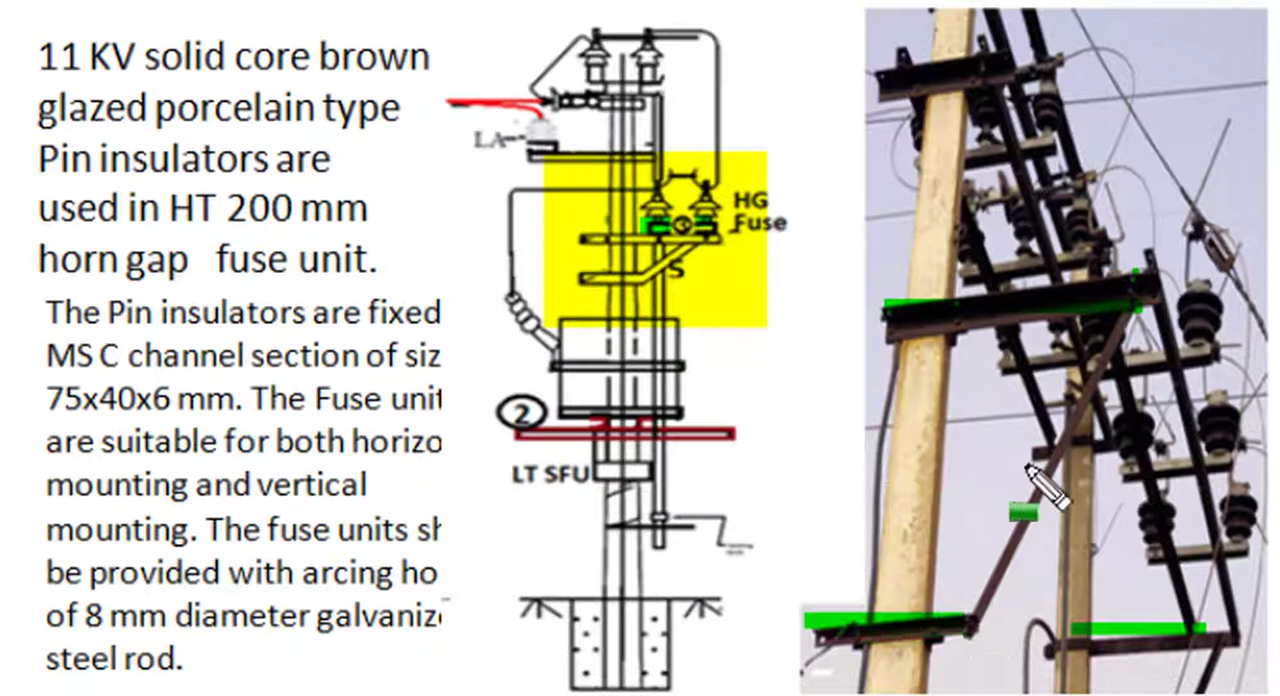 11 KV solid core brown
glazed porcelain type
Pin insulators are
used in HT 200 mm
horn gap fuse unit.
The Pin insulators are fixed
MS C channel section of siz
75x40x6 mm. The Fuse unit
are suitable for both horizo
mounting and vertical
mounting. The fuse units sh
be provided with arcing ho
of 8 mm diameter galvaniz
steel rod.
LA
HG
Fuse
S
2
LT SFU